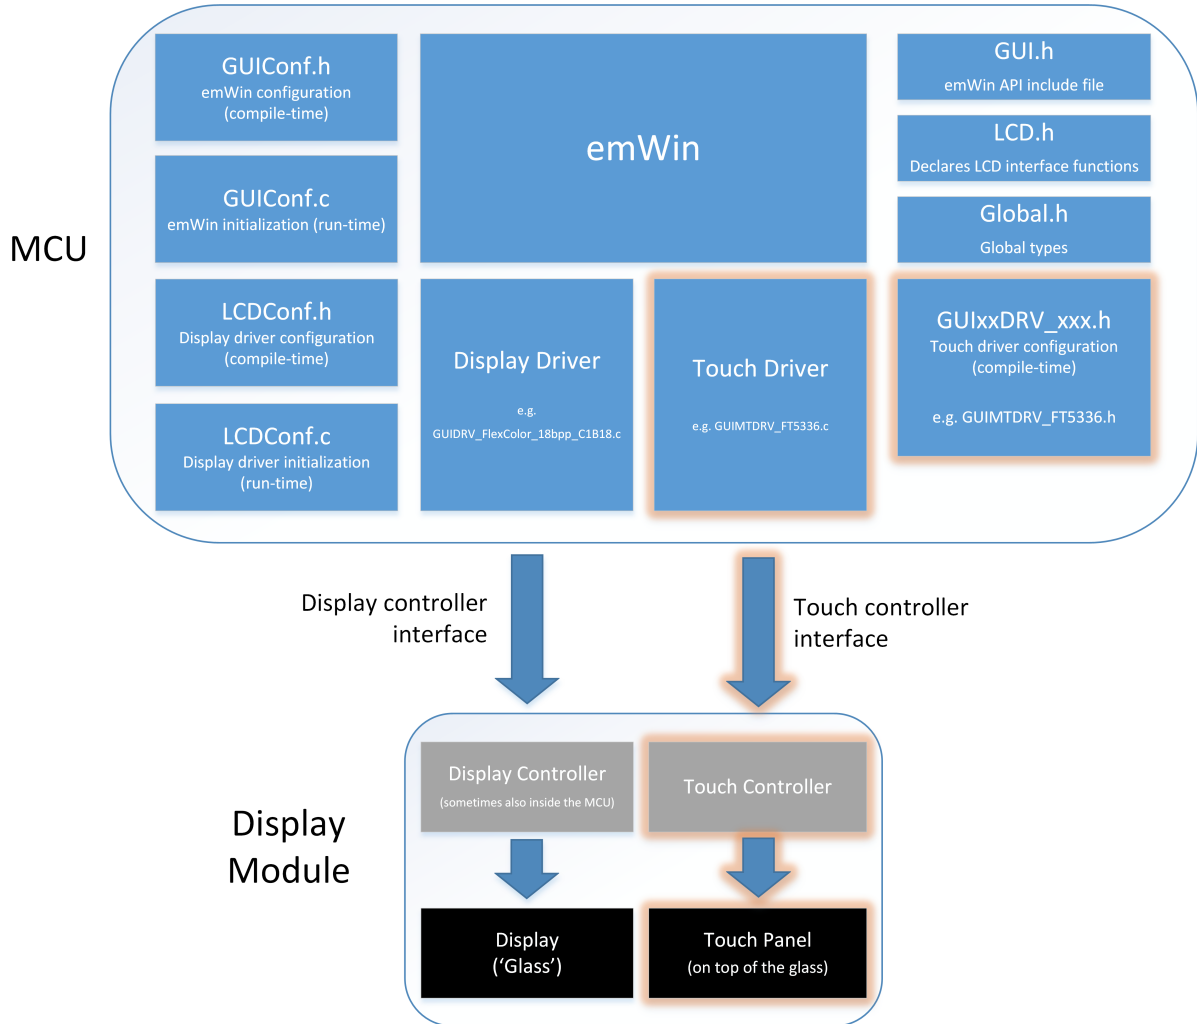 MCU
GUIConf.h
emWin configuration
(compile-time)
GUIConf.c
emWin initialization (run-time)
LCDConf.h
Display driver configuration
(compile-time)
LCDConf.c
Display driver initialization
(run-time)
emWin
Display Driver
e.g.
GUIDRV_FlexColor_18bpp_C1B18.c
Touch Driver
e.g. GUIMTDRV_FT5336.c
GUI.h
emWin API include file
LCD.h
Declares LCD interface functions
Global.h
Global types
GUIxxDRV_xxx.h
Touch driver configuration
(compile-time)
e.g. GUIMTDRV_FT5336.h
Display controller
interface
Touch controller
interface
Display
Module
Display Controller
(sometimes also inside the MCU)
Touch Controller
Display
(‘Glass’)
Touch Panel
(on top of the glass)